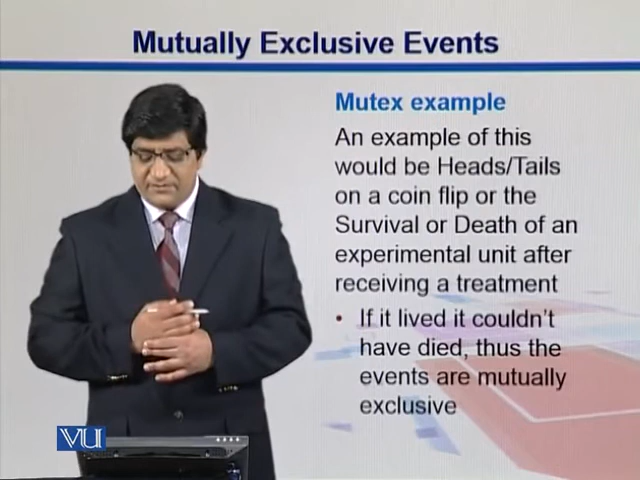 Mutually Exclusive Events
Mutex example
An example of this
would be Heads/Tails
on a coin flip or the
Survival or Death of an
experimental unit after
receiving a treatment
• If it lived it couldn't
have died, thus the
events are mutually
exclusive
VU